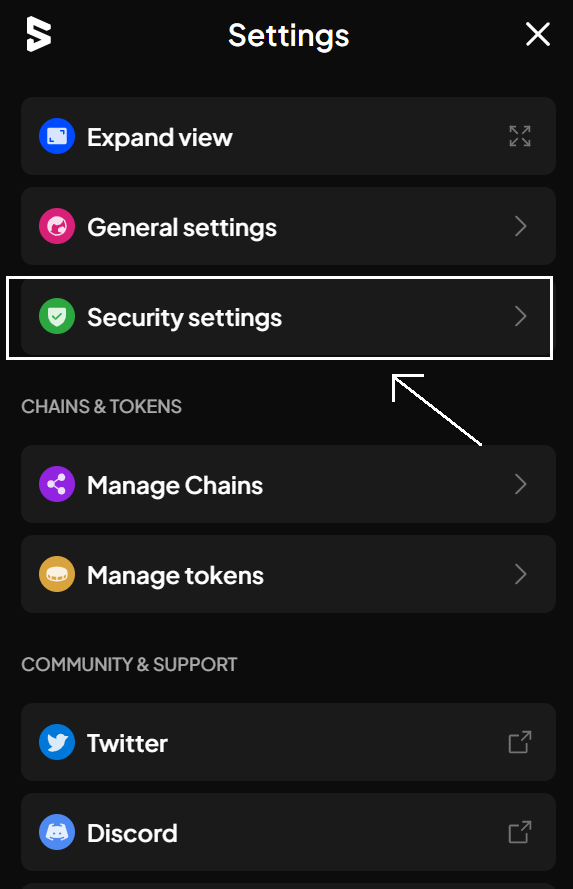 Settings
Expand view
General settings
Security settings
CHAINS & TOKENS
Manage Chains
Manage tokens
COMMUNITY & SUPPORT
Twitter
Discord